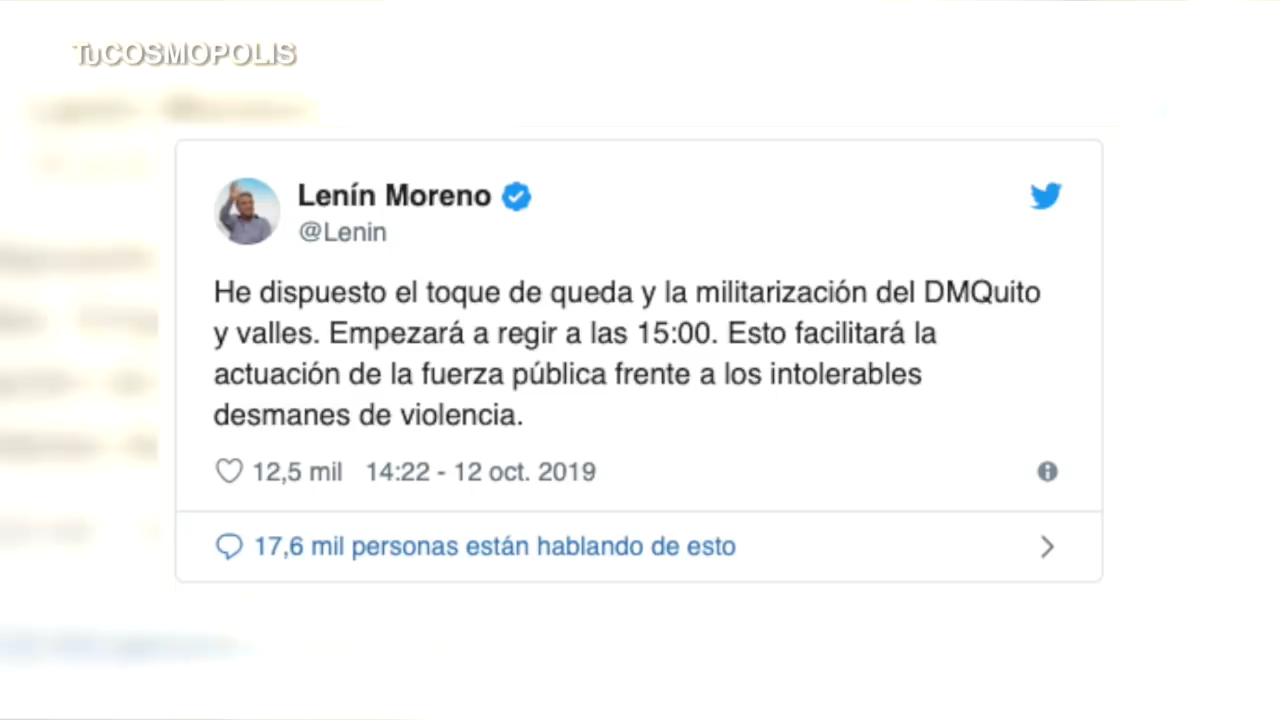 TuCOSMOPOLIS
Lenín Moreno
@Lenin
He dispuesto el toque de queda y la militarización del DMQuito
y valles. Empezará a regir a las 15:00. Esto facilitará la
actuación de la fuerza pública frente a los intolerables
desmanes de violencia.
12,5 mil 14:22 - 12 oct. 2019
17,6 mil personas están hablando de esto